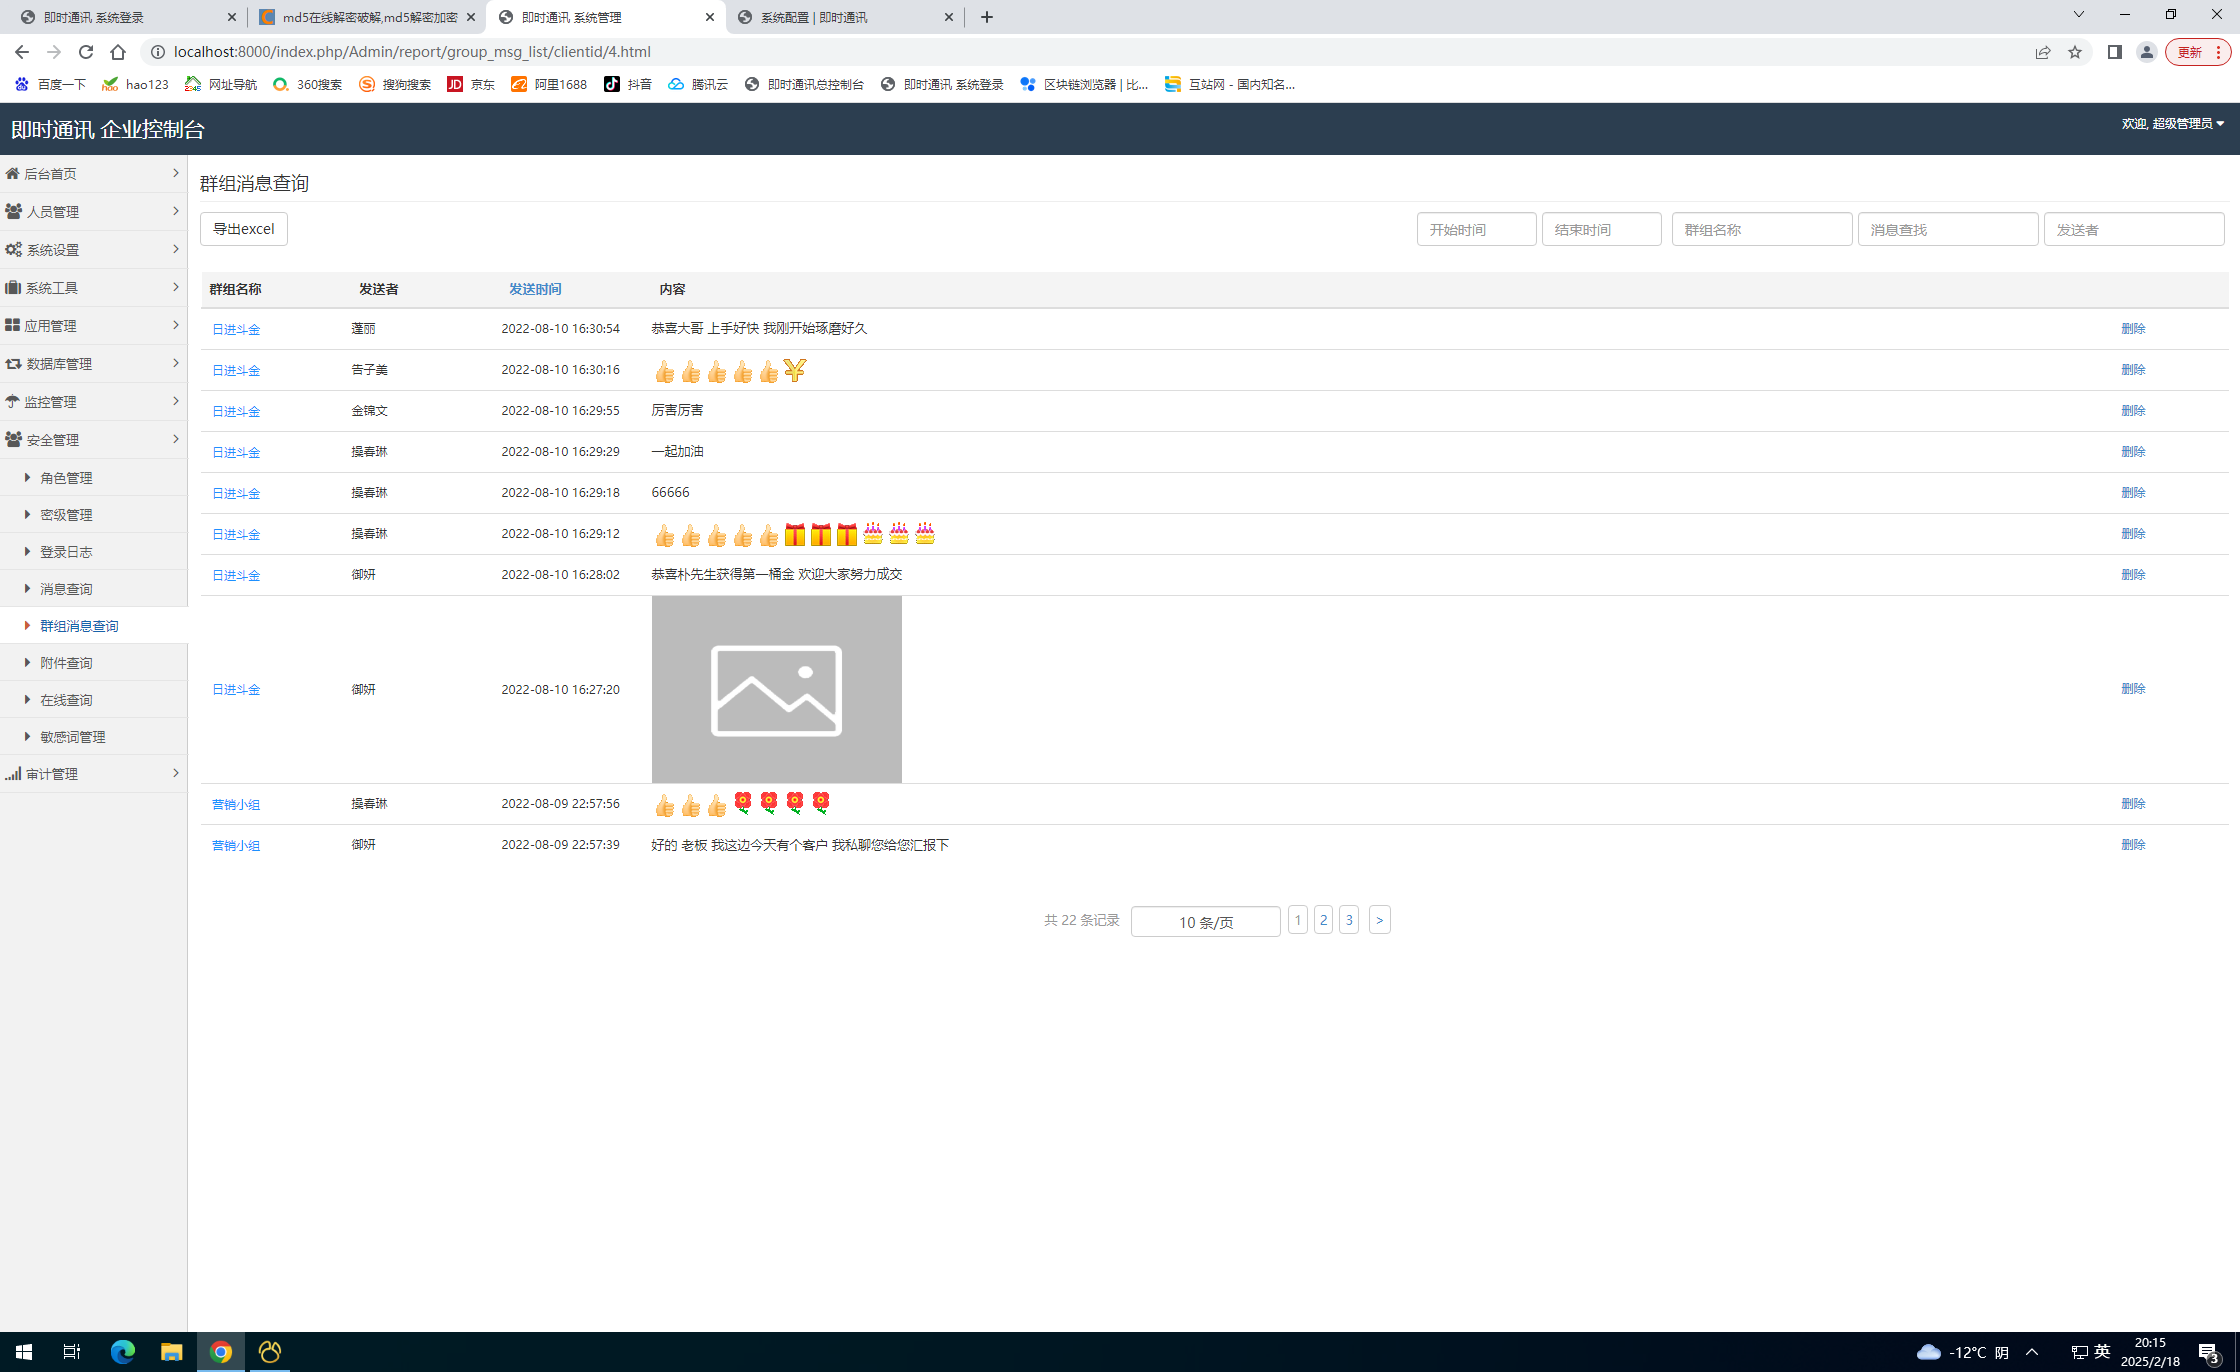 即时通讯 系统登录
md5在线解密破解,md5解密加密
即时通讯 系统管理
系统配置 | 即时通讯
localhost:8000/index.php/Admin/report/group_msg_list/clientid/4.html
更新
百度一下 hao123 网址导航 360搜索 搜狗搜索 JD 京东 阿里1688 抖音 腾讯云 即时通讯总控制台 即时通讯 系统登录 区块链浏览器 | 比... 互站网 - 国内知名...
即时通讯 企业控制台
欢迎, 超级管理员
后台首页
人员管理
系统设置
系统工具
应用管理
数据库管理
监控管理
安全管理
角色管理
密级管理
登录日志
消息查询
群组消息查询
附件查询
在线查询
敏感词管理
审计管理
群组消息查询
导出excel
开始时间 结束时间 群组名称 消息查找 发送者
群组名称 发送者 发送时间 内容
日进斗金 蓬丽 2022-08-10 16:30:54 恭喜大哥 上手好快 我刚开始琢磨好久 删除
日进斗金 告子美 2022-08-10 16:30:16 删除
日进斗金 金锦文 2022-08-10 16:29:55 厉害厉害 删除
日进斗金 操春琳 2022-08-10 16:29:29 一起加油 删除
日进斗金 操春琳 2022-08-10 16:29:18 66666 删除
日进斗金 操春琳 2022-08-10 16:29:12 删除
日进斗金 御妍 2022-08-10 16:28:02 恭喜朴先生获得第一桶金 欢迎大家努力成交 删除
日进斗金 御妍 2022-08-10 16:27:20 删除
营销小组 操春琳 2022-08-09 22:57:56 删除
营销小组 御妍 2022-08-09 22:57:39 好的 老板 我这边今天有个客户 我私聊您给您汇报下 删除
共 22 条记录 10 条/页 1 2 3 >
-12°C 阴
英
20:15
2025/2/18
3